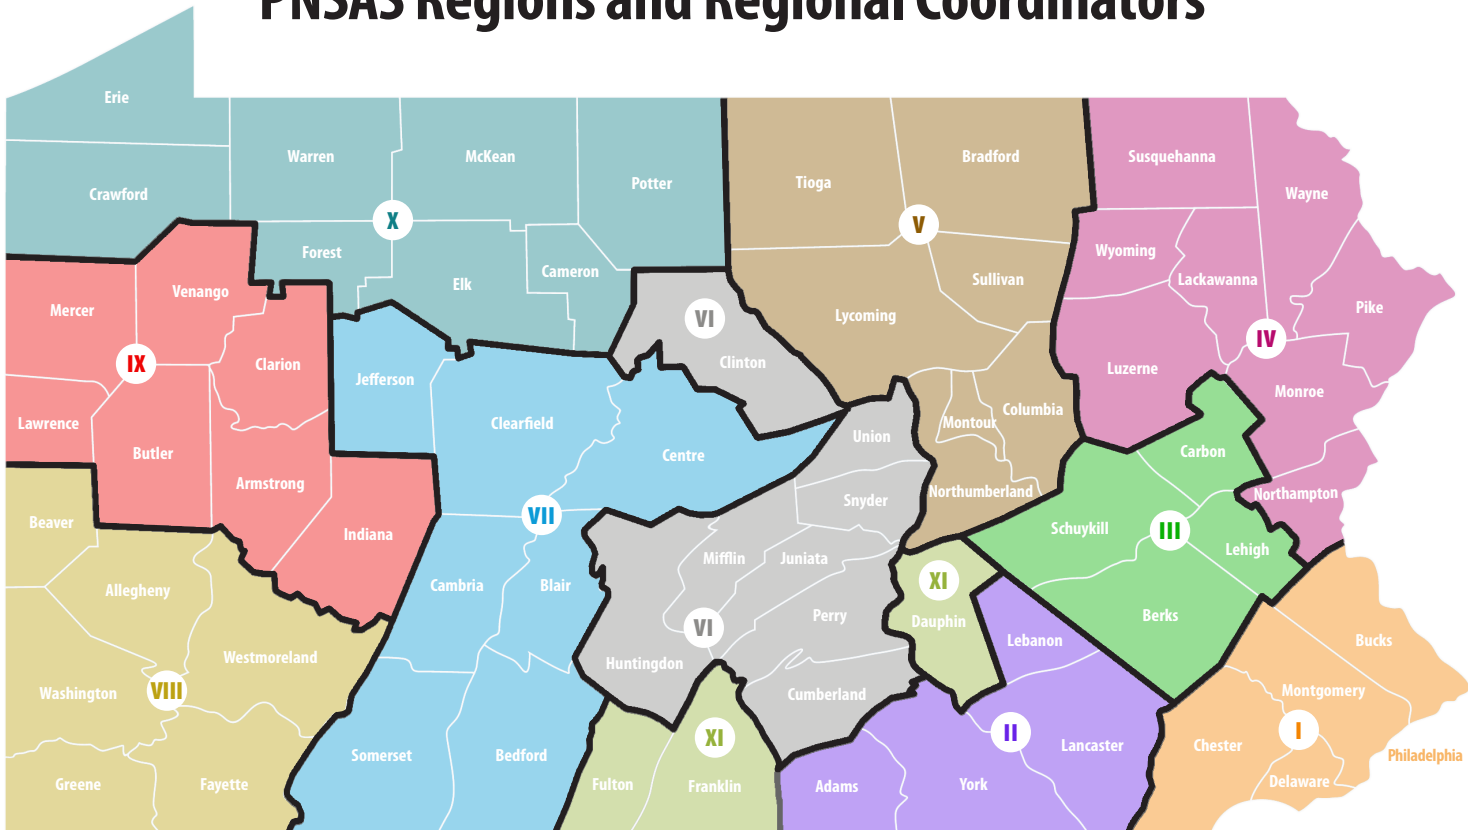 PNSAS Regions and Regional Coordinators
Erie
Warren
McKean
Potter
Crawford
X
Forest
Elk
Cameron
Tioga
Bradford
V
Sullivan
Lycoming
Montour
Columbia
Northumberland
Susquehanna
Wayne
Wyoming
Lackawanna
Pike
IV
Luzerne
Monroe
Northampton
Mercer
Venango
IX
Clarion
Lawrence
Butler
Armstrong
Indiana
VI
Clinton
Jefferson
Clearfield
Centre
VII
Cambria
Blair
Somerset
Bedford
Union
Snyder
Mifflin
Juniata
Perry
VI
Huntingdon
Cumberland
Carbon
Schuykill
III
Lehigh
Berks
Beaver
Allegheny
Westmoreland
Washington
VIII
Greene
Fayette
XI
Dauphin
XI
Fulton
Franklin
Lebanon
II
Lancaster
Adams
York
Bucks
Montgomery
I
Chester
Delaware
Philadelphia